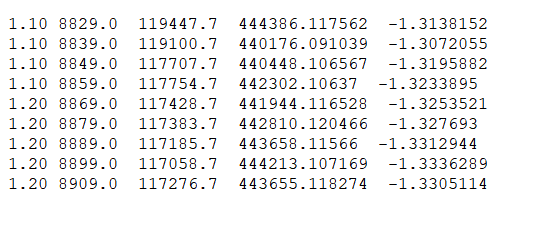 1.10 8829.0  119447.7  444386.117562  -1.3138152
1.10 8839.0  119100.7  440176.091039  -1.3072055
1.10 8849.0  117707.7  440448.106567  -1.3195882
1.10 8859.0  117754.7  442302.10637  -1.3233895
1.20 8869.0  117428.7  441944.116528  -1.3253521
1.20 8879.0  117383.7  442810.120466  -1.327693
1.20 8889.0  117185.7  443658.11566  -1.3312944
1.20 8899.0  117058.7  444213.107169  -1.3336289
1.20 8909.0  117276.7  443655.118274  -1.3305114